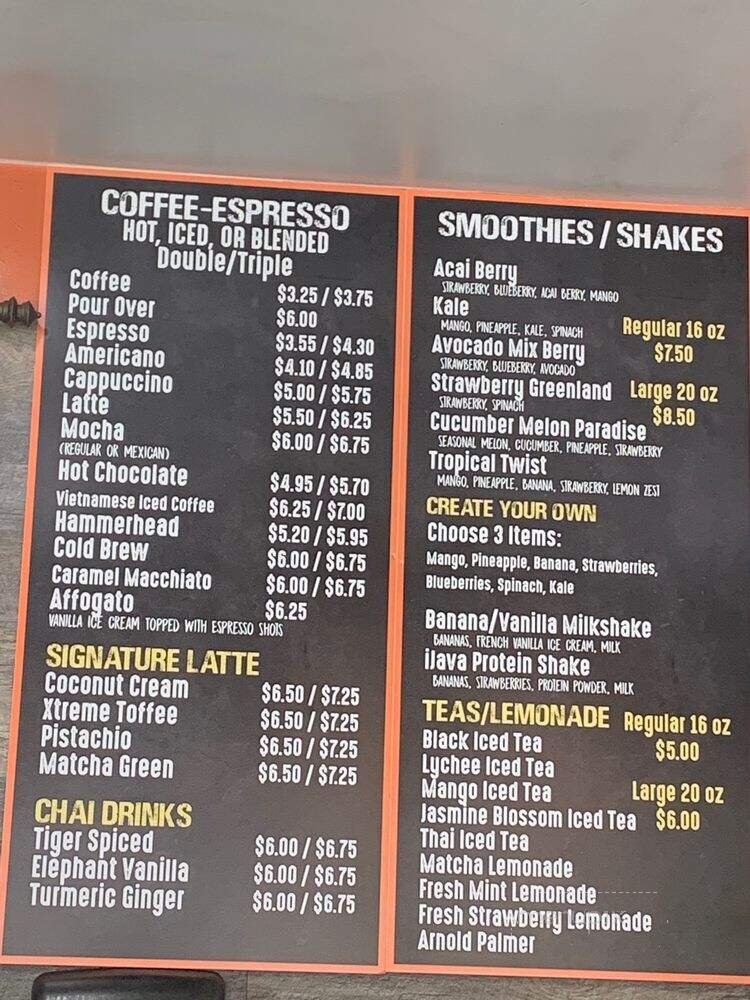 COFFEE-ESPRESSO
HOT, ICED, OR BLENDED
Double/Triple
Coffee $3.25 / $3.75
Pour Over $6.00
Espresso $3.55 / $4.30
Americano $4.10 / $4.85
Cappuccino $5.00 / $5.75
Latte $5.50 / $6.25
Mocha $6.00 / $6.75
(REGULAR OR MEXICAN)
Hot Chocolate $4.95 / $5.70
Vietnamese Iced Coffee $6.25 / $7.00
Hammerhead $5.20 / $5.95
Cold Brew $6.00 / $6.75
Caramel Macchiato $6.00 / $6.75
Affogato $6.25
VANILLA ICE CREAM TOPPED WITH ESPRESSO SHOTS
SIGNATURE LATTE
Coconut Cream $6.50 / $7.25
Xtreme Toffee $6.50 / $7.25
Pistachio $6.50 / $7.25
Matcha Green $6.50 / $7.25
CHAI DRINKS
Tiger Spiced $6.00 / $6.75
Elephant Vanilla $6.00 / $6.75
Turmeric Ginger $6.00 / $6.75
SMOOTHIES / SHAKES
Acai Berry
STRAWBERRY, BLUEBERRY, ACAI BERRY, MANGO
Kale
MANGO, PINEAPPLE, KALE, SPINACH
Regular 16 oz
Avocado Mix Berry $7.50
STRAWBERRY, BLUEBERRY, AVOCADO
Strawberry Greenland Large 20 oz
STRAWBERRY, SPINACH $8.50
Cucumber Melon Paradise
SEASONAL MELON, CUCUMBER, PINEAPPLE, STRAWBERRY
Tropical Twist
MANGO, PINEAPPLE, BANANA, STRAWBERRY, LEMON ZEST
CREATE YOUR OWN
Choose 3 Items:
Mango, Pineapple, Banana, Strawberries,
Blueberries, Spinach, Kale
Banana/Vanilla Milkshake
BANANAS, FRENCH VANILLA ICE CREAM, MILK
iJava Protein Shake
BANANAS, STRAWBERRIES, PROTEIN POWDER, MILK
TEAS/LEMONADE Regular 16 oz
Black Iced Tea $5.00
Lychee Iced Tea
Mango Iced Tea Large 20 oz
Jasmine Blossom Iced Tea $6.00
Thai Iced Tea
Matcha Lemonade
Fresh Mint Lemonade
Fresh Strawberry Lemonade
Arnold Palmer